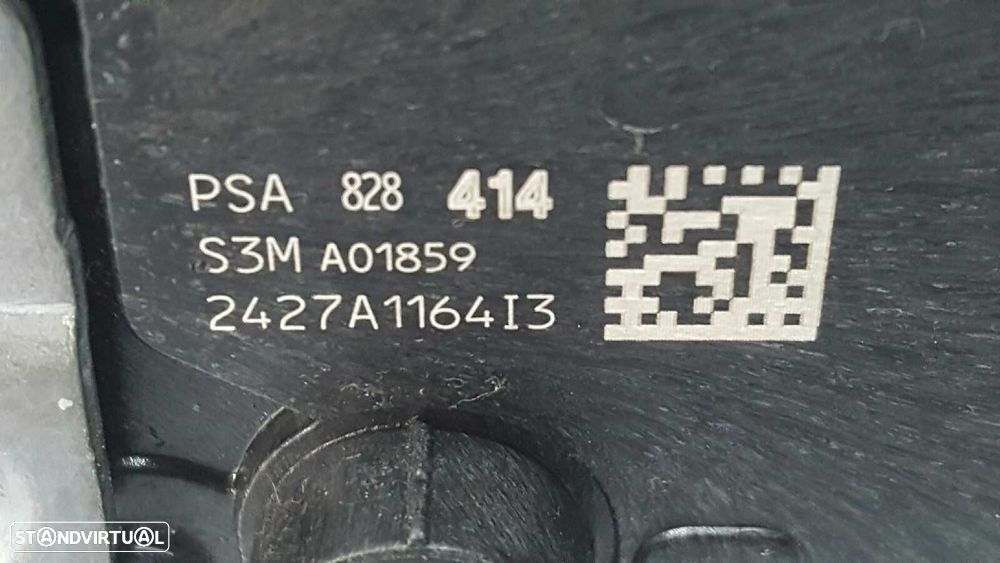 PSA 828 414
S3M A01859
2427A1164I3
STANDVIRTUAL